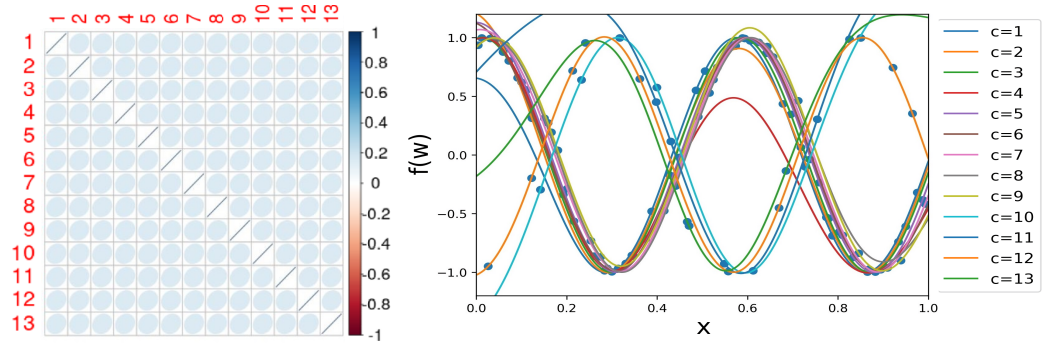 1 2 3 4 5 6 7 8 9 10 11 12 13
1
2
3
4
5
6
7
8
9
10
11
12
13
1
0.8
0.6
0.4
0.2
0
-0.2
-0.4
-0.6
-0.8
-1
f(w)
1.0
0.5
0.0
−0.5
−1.0
0.0 0.2 0.4 0.6 0.8 1.0
x
c=1
c=2
c=3
c=4
c=5
c=6
c=7
c=8
c=9
c=10
c=11
c=12
c=13